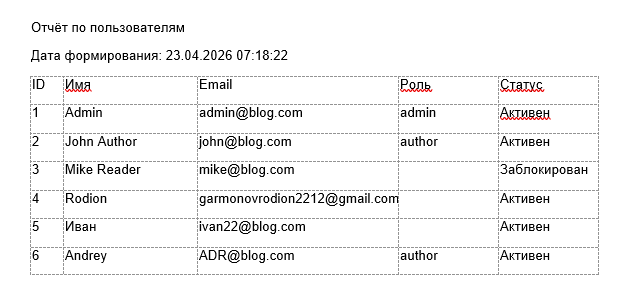 Отчёт по пользователям
Дата формирования: 23.04.2026 07:18:22
ID Имя Email Роль Статус
1 Admin admin@blog.com admin Активен
2 John Author john@blog.com author Активен
3 Mike Reader mike@blog.com Заблокирован
4 Rodion garmonovrodion2212@gmail.com Активен
5 Иван ivan22@blog.com Активен
6 Andrey ADR@blog.com author Активен